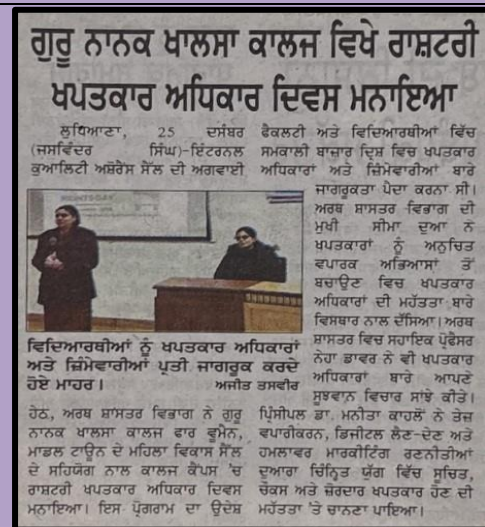 ਗੁਰੂ ਨਾਨਕ ਖਾਲਸਾ ਕਾਲਜ ਵਿਖੇ ਰਾਸ਼ਟਰੀ
ਖਪਤਕਾਰ ਅਧਿਕਾਰ ਦਿਵਸ ਮਨਾਇਆ
ਲੁਧਿਆਣਾ, 25 ਦਸੰਬਰ
(ਜਸਵਿੰਦਰ ਸਿੰਘ)-ਇੰਟਰਨਲ
ਕੁਆਲਿਟੀ ਅਸ਼ੋਰੈਂਸ ਸੈੱਲ ਦੀ ਅਗਵਾਈ
ਵਿਦਿਆਰਥੀਆਂ ਨੂੰ ਖਪਤਕਾਰ ਅਧਿਕਾਰਾਂ
ਅਤੇ ਜ਼ਿੰਮੇਵਾਰੀਆਂ ਪ੍ਰਤੀ ਜਾਗਰੂਕ ਕਰਦੇ
ਹੋਏ ਮਾਹਰ। ਅਜੀਤ ਤਸਵੀਰ
ਹੇਠ, ਅਰਥ ਸ਼ਾਸਤਰ ਵਿਭਾਗ ਨੇ ਗੁਰੂ
ਨਾਨਕ ਖਾਲਸਾ ਕਾਲਜ ਫਾਰ ਵੂਮੈਨ,
ਮਾਡਲ ਟਾਊਨ ਦੇ ਮਹਿਲਾ ਵਿਕਾਸ ਸੈੱਲ
ਦੇ ਸਹਿਯੋਗ ਨਾਲ ਕਾਲਜ ਕੈਂਪਸ 'ਚ
ਰਾਸ਼ਟਰੀ ਖਪਤਕਾਰ ਅਧਿਕਾਰ ਦਿਵਸ
ਮਨਾਇਆ। ਇਸ ਪ੍ਰੋਗਰਾਮ ਦਾ ਉਦੇਸ਼
ਫੈਕਲਟੀ ਅਤੇ ਵਿਦਿਆਰਥੀਆਂ ਵਿੱਚ
ਸਮਕਾਲੀ ਬਾਜ਼ਾਰ ਦ੍ਰਿਸ਼ ਵਿਚ ਖਪਤਕਾਰ
ਅਧਿਕਾਰਾਂ ਅਤੇ ਜ਼ਿੰਮੇਵਾਰੀਆਂ ਬਾਰੇ
ਜਾਗਰੂਕਤਾ ਪੈਦਾ ਕਰਨਾ ਸੀ।
ਅਰਥ ਸ਼ਾਸਤਰ ਵਿਭਾਗ ਦੀ
ਮੁਖੀ ਸੀਮਾ ਦੁਆ ਨੇ
ਖਪਤਕਾਰਾਂ ਨੂੰ ਅਨੁਚਿਤ
ਵਪਾਰਕ ਅਭਿਆਸਾਂ ਤੋਂ
ਬਚਾਉਣ ਵਿਚ ਖਪਤਕਾਰ
ਅਧਿਕਾਰਾਂ ਦੀ ਮਹੱਤਤਾ ਬਾਰੇ
ਵਿਸਥਾਰ ਨਾਲ ਦੱਸਿਆ। ਅਰਥ
ਸ਼ਾਸਤਰ ਵਿਚ ਸਹਾਇਕ ਪ੍ਰੋਫੈਸਰ
ਨੇਹਾ ਡਾਵਰ ਨੇ ਵੀ ਖਪਤਕਾਰ
ਅਧਿਕਾਰਾਂ ਬਾਰੇ ਆਪਣੇ
ਸੂਝਵਾਨ ਵਿਚਾਰ ਸਾਂਝੇ ਕੀਤੇ।
ਪ੍ਰਿੰਸੀਪਲ ਡਾ. ਮਨੀਤਾ ਕਾਹਲੋਂ ਨੇ ਤੇਜ਼
ਵਪਾਰੀਕਰਨ, ਡਿਜੀਟਲ ਲੈਣ-ਦੇਣ ਅਤੇ
ਹਮਲਾਵਰ ਮਾਰਕੀਟਿੰਗ ਰਣਨੀਤੀਆਂ
ਦੁਆਰਾ ਚਿੰਨ੍ਹਿਤ ਯੁੱਗ ਵਿੱਚ ਸੂਚਿਤ,
ਚੌਕਸ ਅਤੇ ਜ਼ੋਰਦਾਰ ਖਪਤਕਾਰ ਹੋਣ ਦੀ
ਮਹੱਤਤਾ 'ਤੇ ਚਾਨਣਾ ਪਾਇਆ।